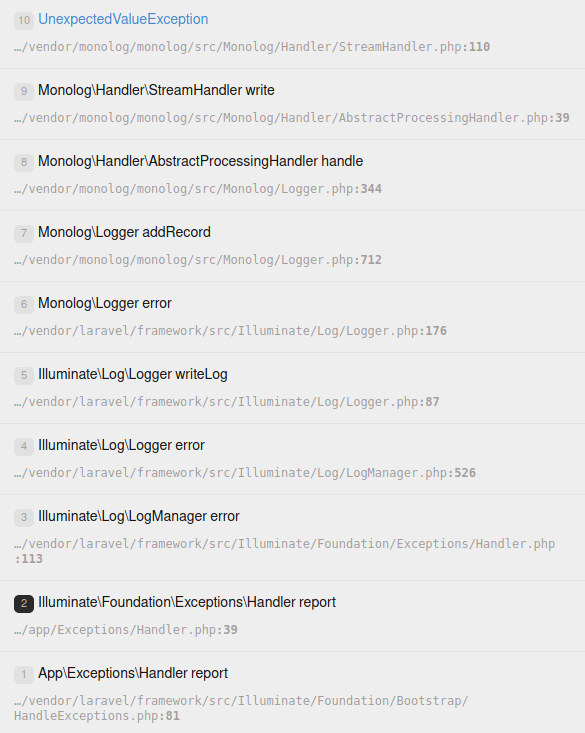 10 UnexpectedValueException
…/vendor/monolog/monolog/src/Monolog/Handler/StreamHandler.php:110
9 Monolog\Handler\StreamHandler write
…/vendor/monolog/monolog/src/Monolog/Handler/AbstractProcessingHandler.php:39
8 Monolog\Handler\AbstractProcessingHandler handle
…/vendor/monolog/monolog/src/Monolog/Logger.php:344
7 Monolog\Logger addRecord
…/vendor/monolog/monolog/src/Monolog/Logger.php:712
6 Monolog\Logger error
…/vendor/laravel/framework/src/Illuminate/Log/Logger.php:176
5 Illuminate\Log\Logger writeLog
…/vendor/laravel/framework/src/Illuminate/Log/Logger.php:87
4 Illuminate\Log\Logger error
…/vendor/laravel/framework/src/Illuminate/Log/LogManager.php:526
3 Illuminate\Log\LogManager error
…/vendor/laravel/framework/src/Illuminate/Foundation/Exceptions/Handler.php
:113
2 Illuminate\Foundation\Exceptions\Handler report
…/app/Exceptions/Handler.php:39
1 App\Exceptions\Handler report
…/vendor/laravel/framework/src/Illuminate/Foundation/Bootstrap/
HandleExceptions.php:81